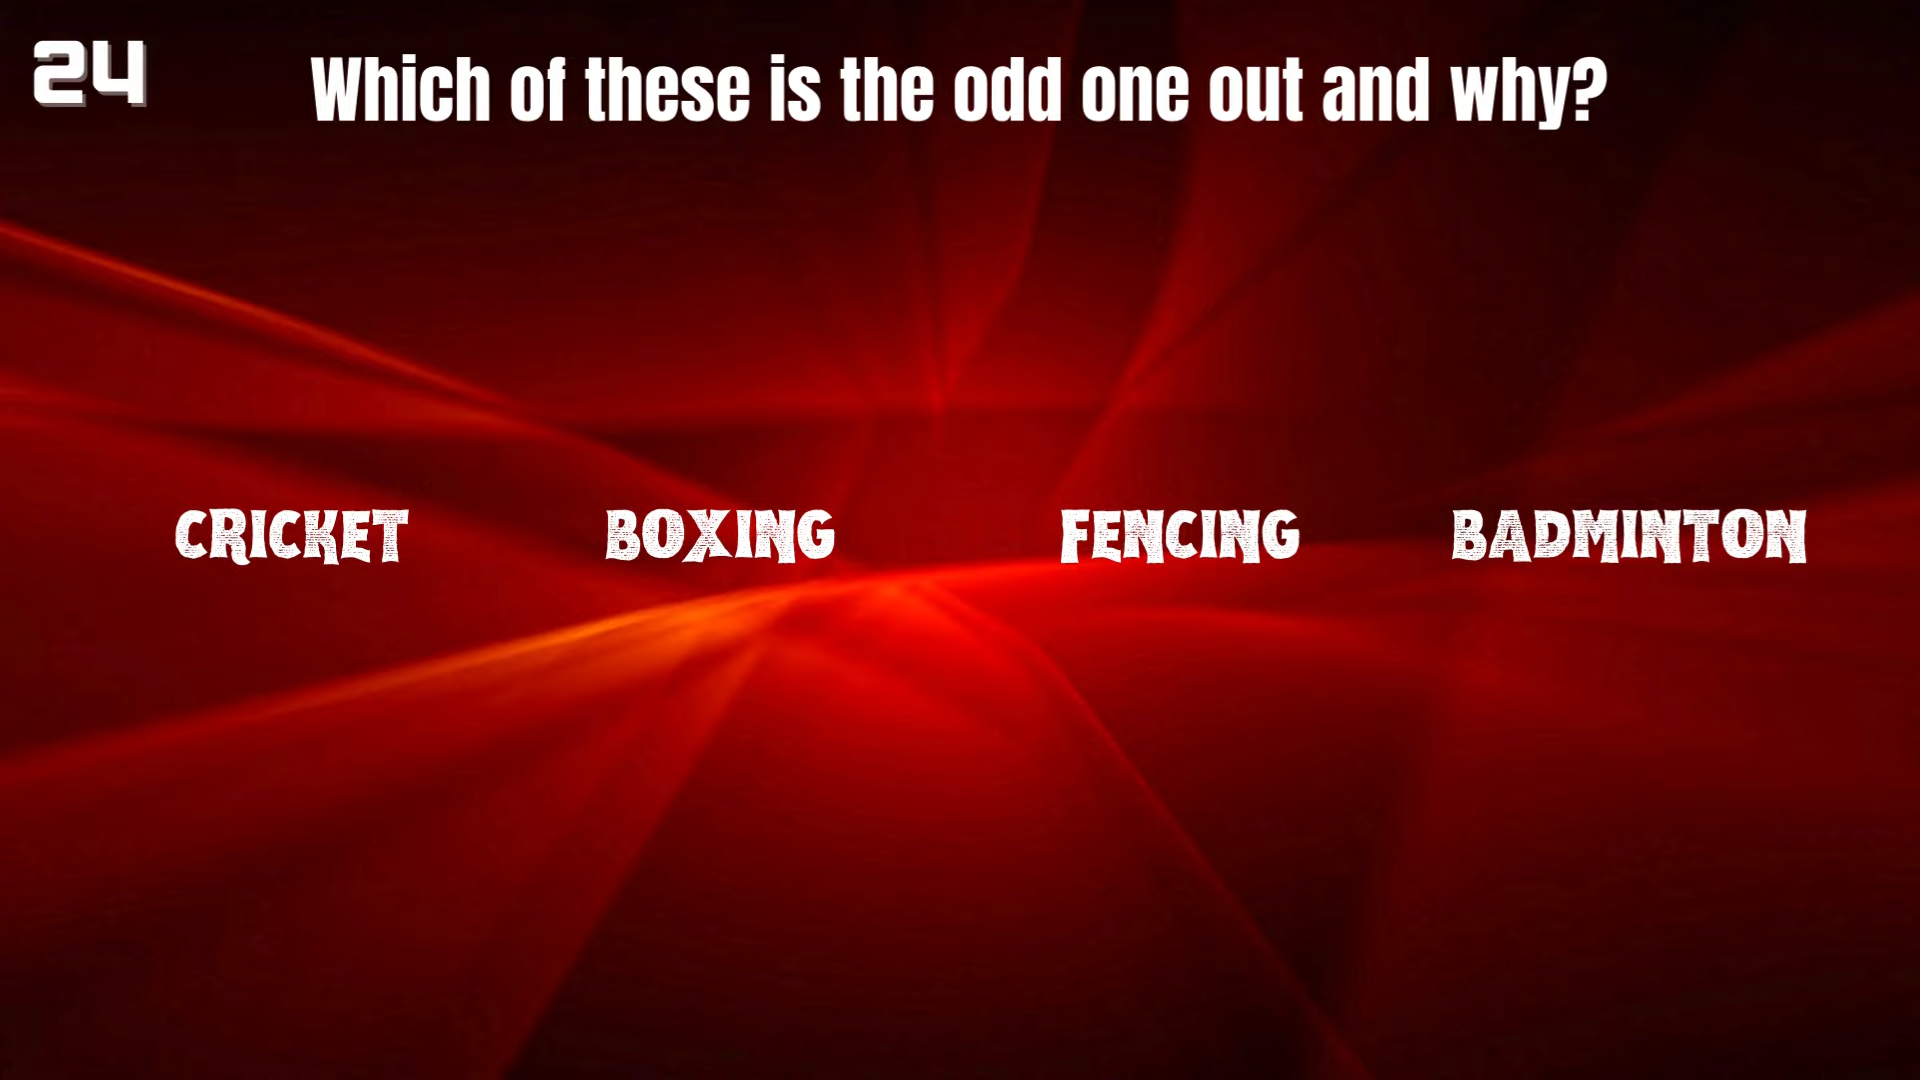 24
Which of these is the odd one out and why?
CRICKET BOXING FENCING BADMINTON